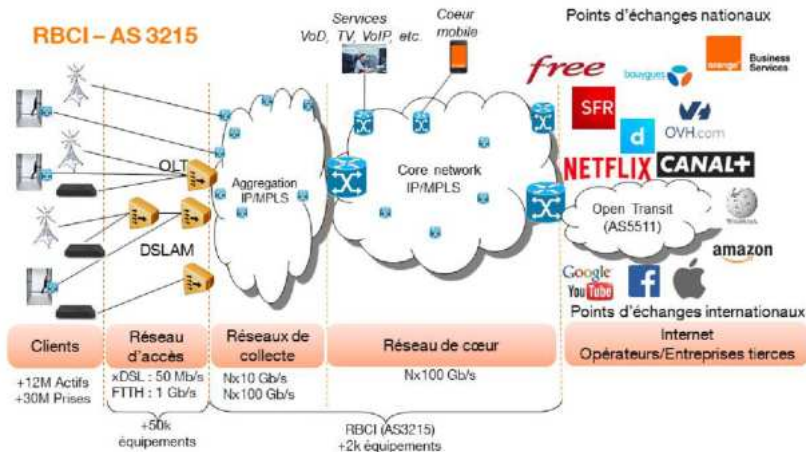 RBCI – AS 3215
Services
VoD, TV, VoIP, etc.
Coeur
mobile
Points d'échanges nationaux
free
bouygues
orange
Business
Services
SFR
d
OVH.com
NETFLIX
CANAL+
OLT
DSLAM
Aggregation
IP/MPLS
Core network
IP/MPLS
Open Transit
(AS5511)
amazon
Google
YouTube
f
Points d'échanges internationaux
Clients
Réseau
d'accès
Réseaux de
collecte
Réseau de cœur
Internet
Opérateurs/Entreprises tierces
+12M Actifs
+30M Prises
xDSL : 50 Mb/s
FTTH : 1 Gb/s
Nx10 Gb/s
Nx100 Gb/s
Nx100 Gb/s
+50k
équipements
RBCI (AS3215)
+2k équipements